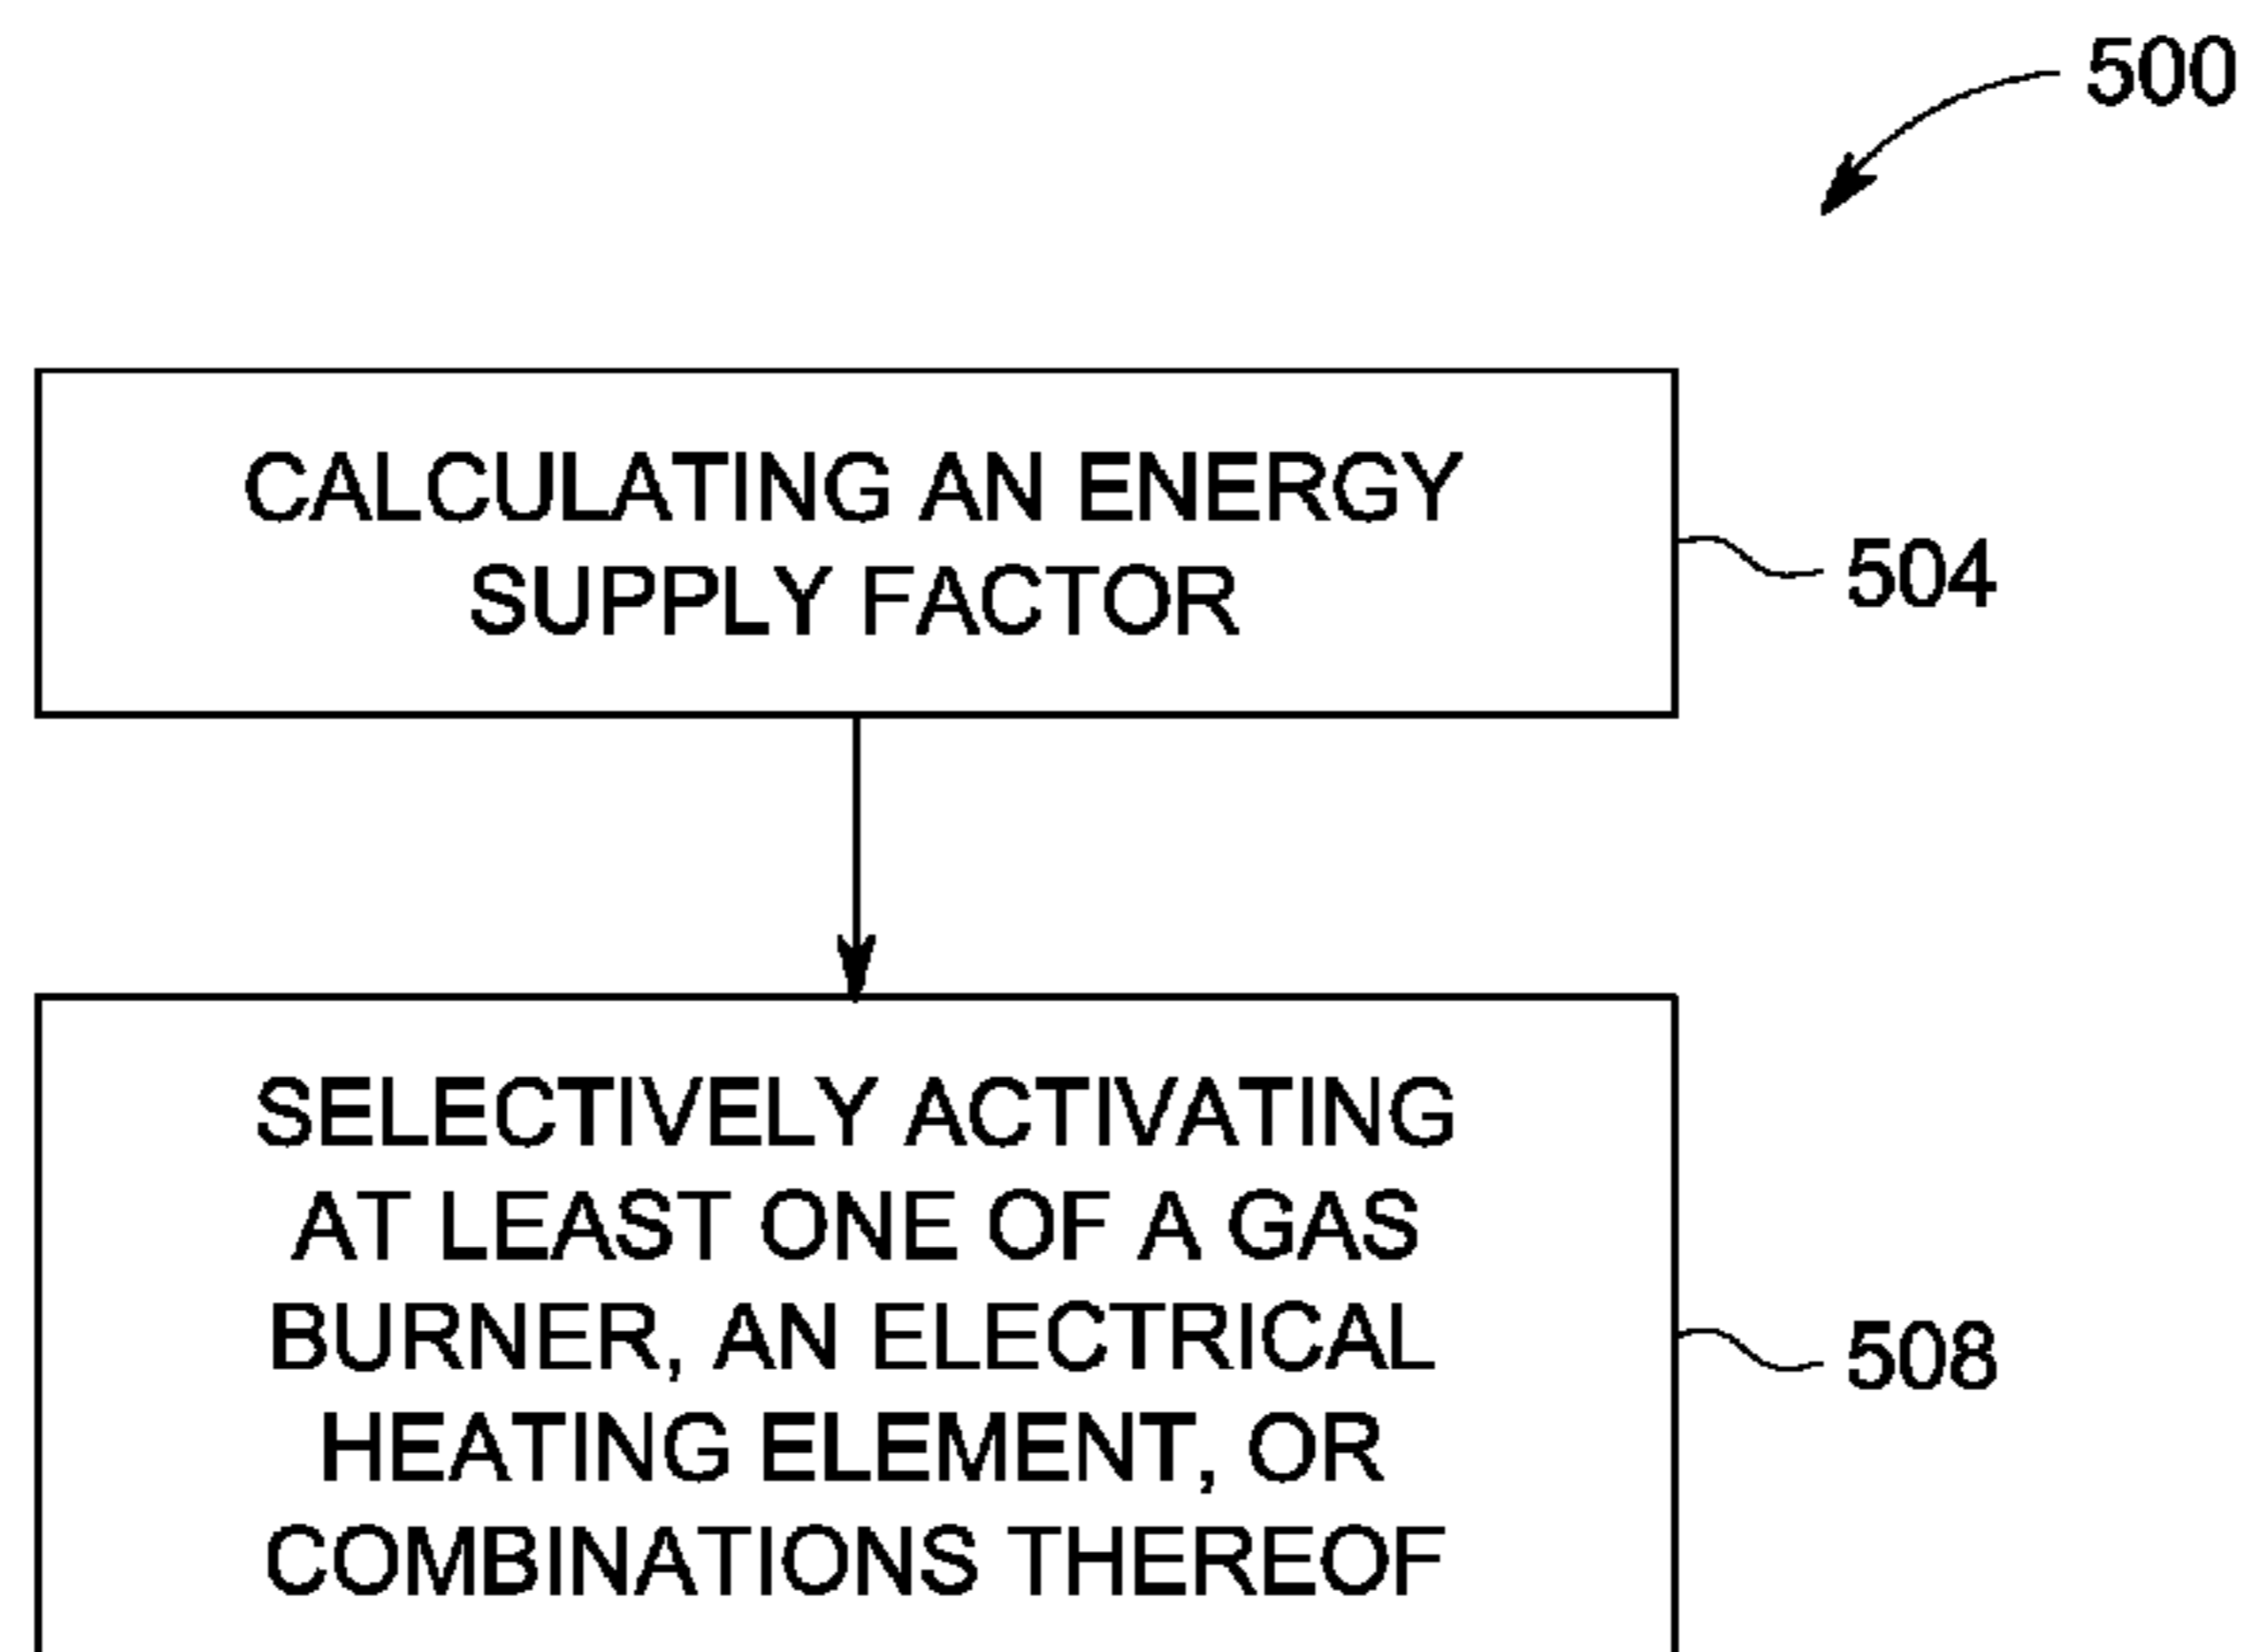 500
CALCULATING AN ENERGY
SUPPLY FACTOR
504
SELECTIVELY ACTIVATING
AT LEAST ONE OF A GAS
BURNER, AN ELECTRICAL
HEATING ELEMENT, OR
COMBINATIONS THEREOF
508